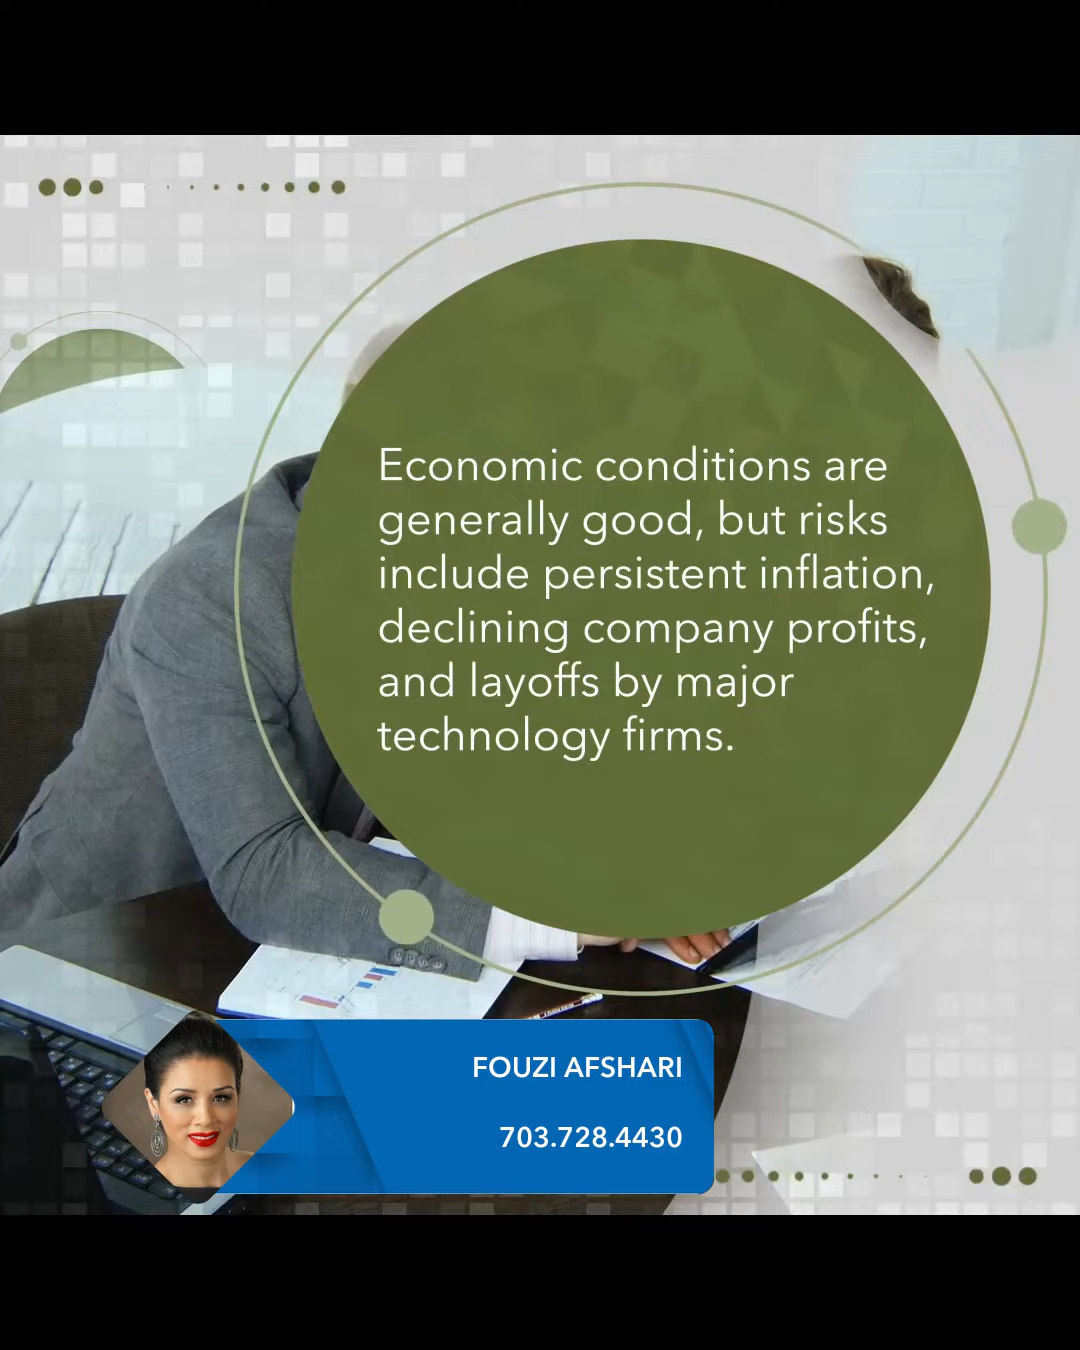 Economic conditions are
generally good, but risks
include persistent inflation,
declining company profits,
and layoffs by major
technology firms.
FOUZI AFSHARI
703.728.4430